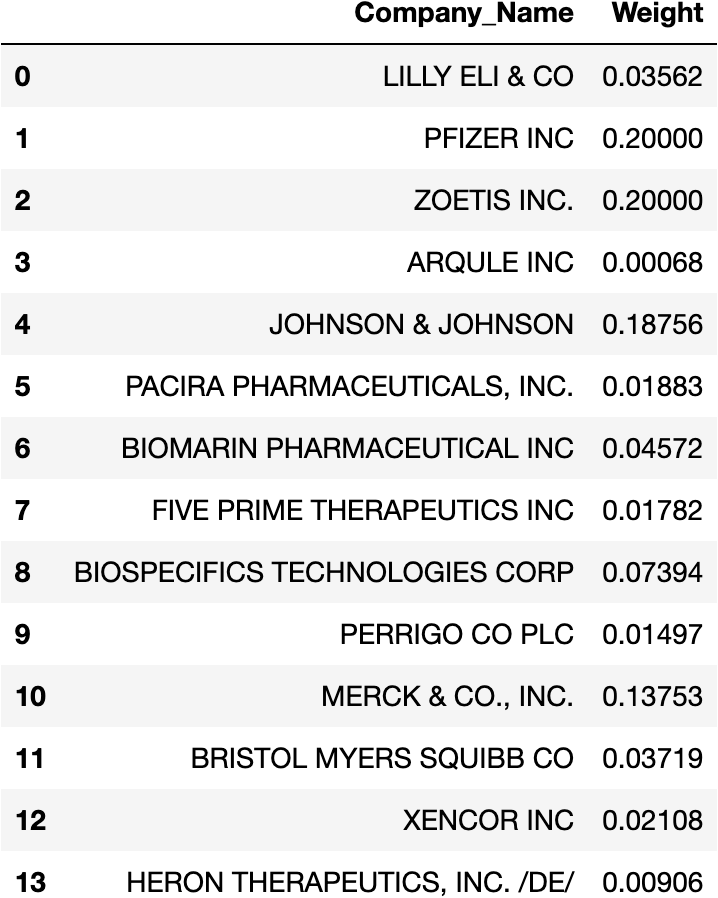 Company_Name Weight
0 LILLY ELI & CO 0.03562
1 PFIZER INC 0.20000
2 ZOETIS INC. 0.20000
3 ARQULE INC 0.00068
4 JOHNSON & JOHNSON 0.18756
5 PACIRA PHARMACEUTICALS, INC. 0.01883
6 BIOMARIN PHARMACEUTICAL INC 0.04572
7 FIVE PRIME THERAPEUTICS INC 0.01782
8 BIOSPECIFICS TECHNOLOGIES CORP 0.07394
9 PERRIGO CO PLC 0.01497
10 MERCK & CO., INC. 0.13753
11 BRISTOL MYERS SQUIBB CO 0.03719
12 XENCOR INC 0.02108
13 HERON THERAPEUTICS, INC. /DE/ 0.00906